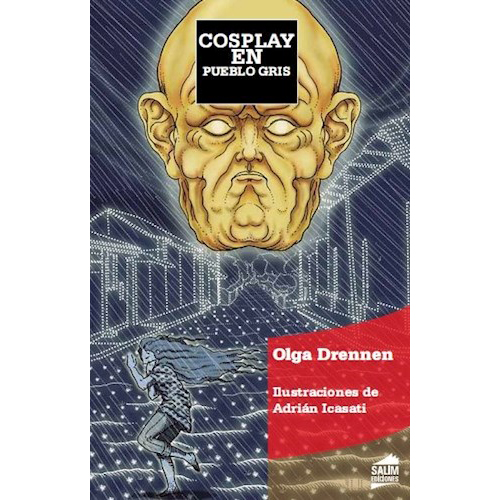 COSPLAY
EN
PUEBLO GRIS
Olga Drennen
Ilustraciones de
Adrián Icasati
SALIM
EDICIONES